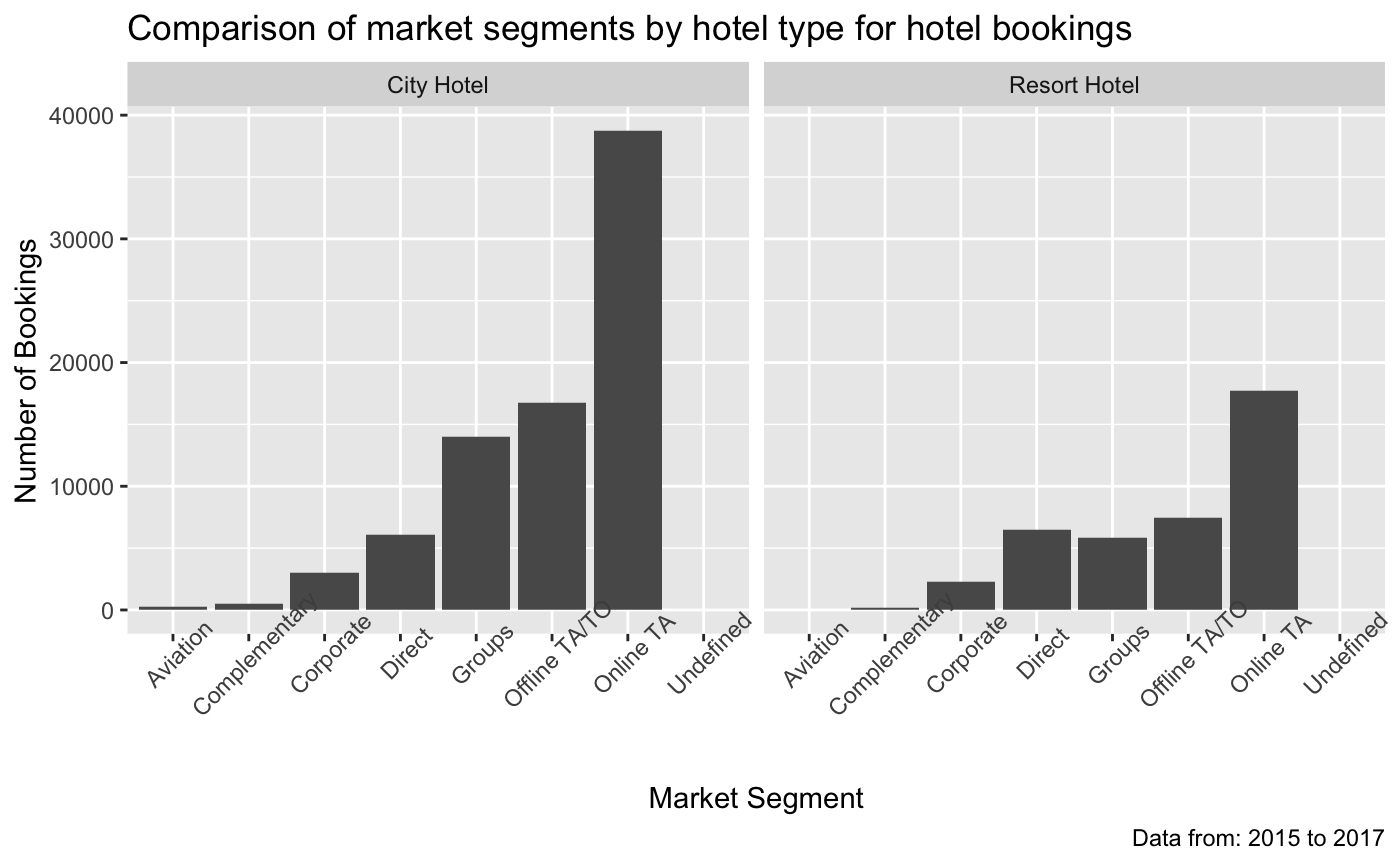 Comparison of market segments by hotel type for hotel bookings
City Hotel
Resort Hotel
Number of Bookings
40000
30000
20000
10000
0
Aviation
Complementary
Corporate
Direct
Groups
Offline TA/TO
Online TA
Undefined
Aviation
Complementary
Corporate
Direct
Groups
Offline TA/TO
Online TA
Undefined
Market Segment
Data from: 2015 to 2017